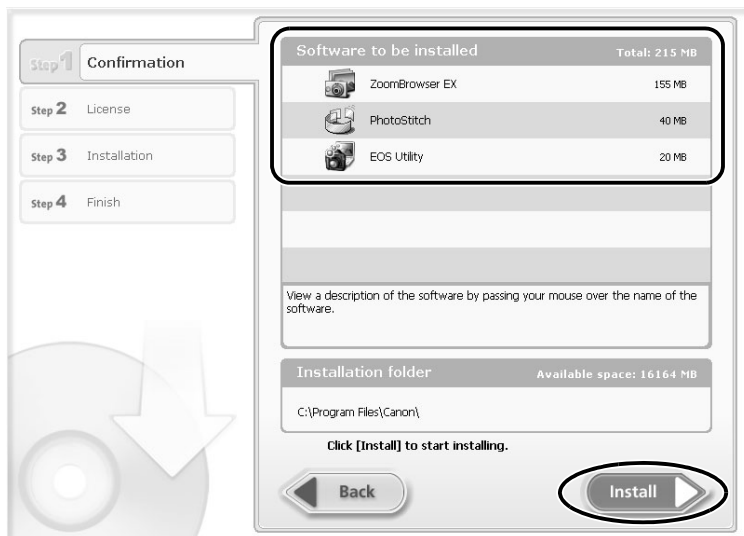 Step 1 Confirmation
Step 2 License
Step 3 Installation
Step 4 Finish
Software to be installed Total: 215 MB
ZoomBrowser EX 155 MB
PhotoStitch 40 MB
EOS Utility 20 MB
View a description of the software by passing your mouse over the name of the
software.
Installation folder Available space: 16164 MB
C:\Program Files\Canon\
Click [Install] to start installing.
Back Install